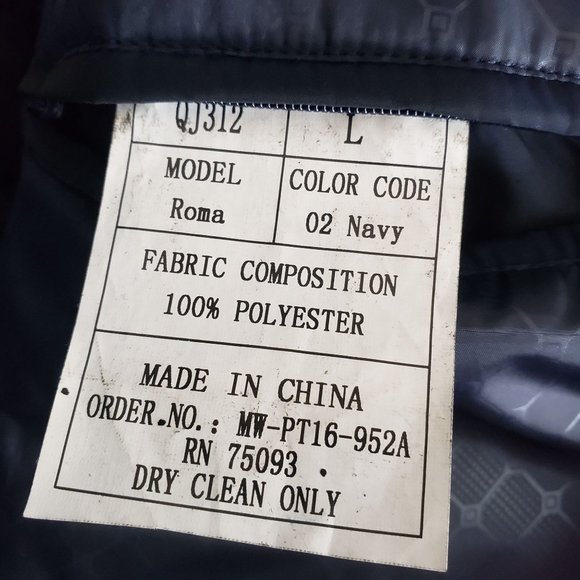 QJ312 L
MODEL COLOR CODE
Roma 02 Navy
FABRIC COMPOSITION
100% POLYESTER
MADE IN CHINA
ORDER.NO.: MW-PT16-952A
RN 75093
DRY CLEAN ONLY